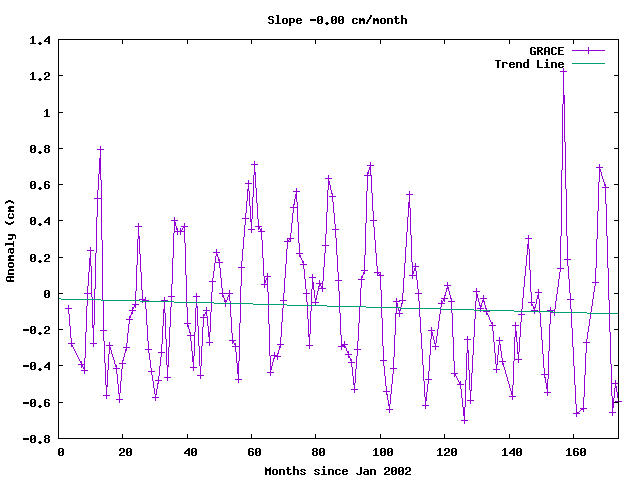 Slope -0.00 cm/month
1.4
1.2
1
0.8
0.6
0.4
0.2
0
-0.2
-0.4
-0.6
-0.8
Anomaly (cm)
GRACE
Trend Line
0 20 40 60 80 100 120 140 160
Months since Jan 2002